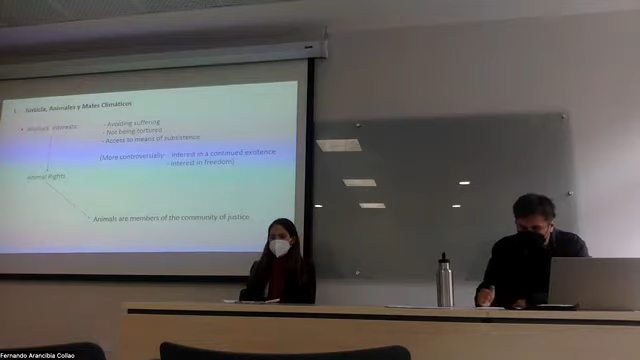 1. Justicia, Animales y Males Climáticos
• Animals' interests:
- Avoiding suffering
- Not being tortured
- Access to means of subsistence
[More controversially: - Interest in a continued existence
- Interest in freedom]
Animal Rights
Animals are members of the community of justice
Fernando Arancibia Collao